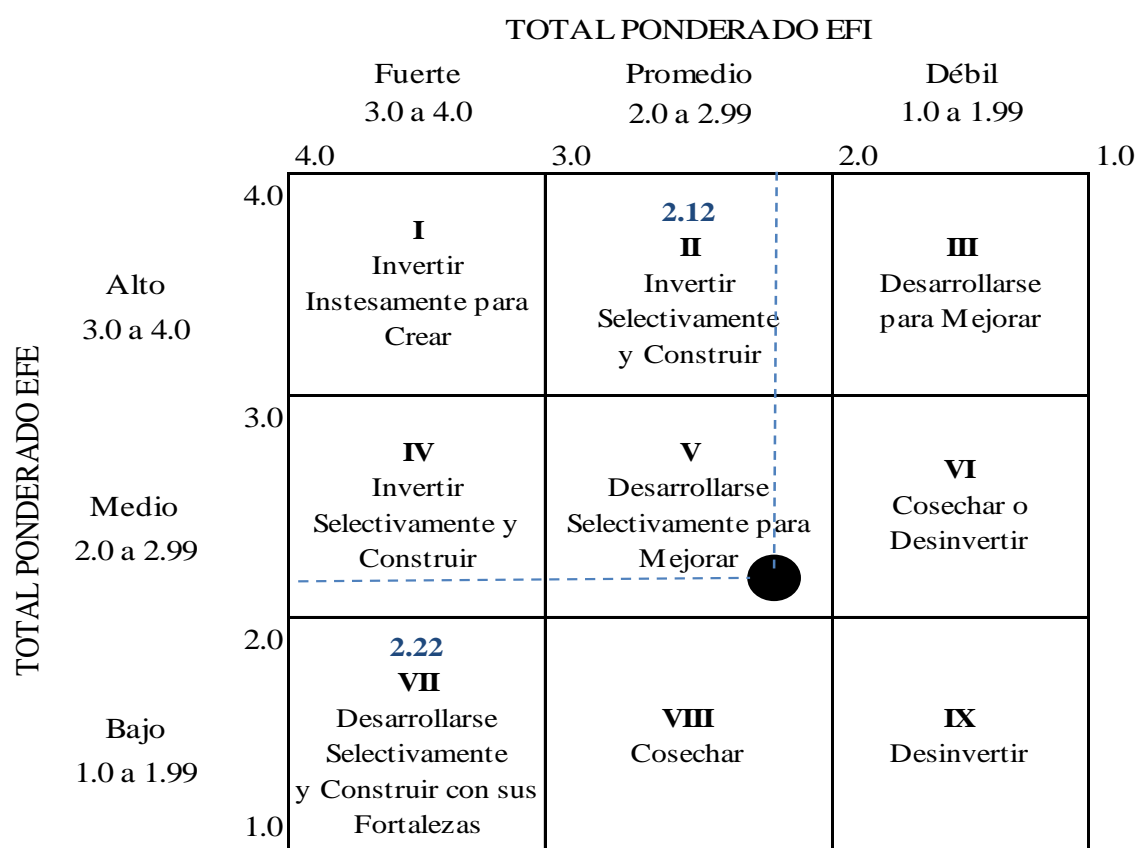 TOTAL PONDERADO EFI
Fuerte
3.0 a 4.0
Promedio
2.0 a 2.99
Débil
1.0 a 1.99
4.0
3.0
2.0
1.0
TOTAL PONDERADO EFE
4.0
Alto
3.0 a 4.0
I
Invertir
Instesamente para
Crear
2.12
II
Invertir
Selectivamente
y Construir
III
Desarrollarse
para Mejorar
3.0
Medio
2.0 a 2.99
IV
Invertir
Selectivamente y
Construir
V
Desarrollarse
Selectivamente para
Mejorar
VI
Cosechar o
Desinvertir
2.0
Bajo
1.0 a 1.99
1.0
2.22
VII
Desarrollarse
Selectivamente
y Construir con sus
Fortalezas
VIII
Cosechar
IX
Desinvertir